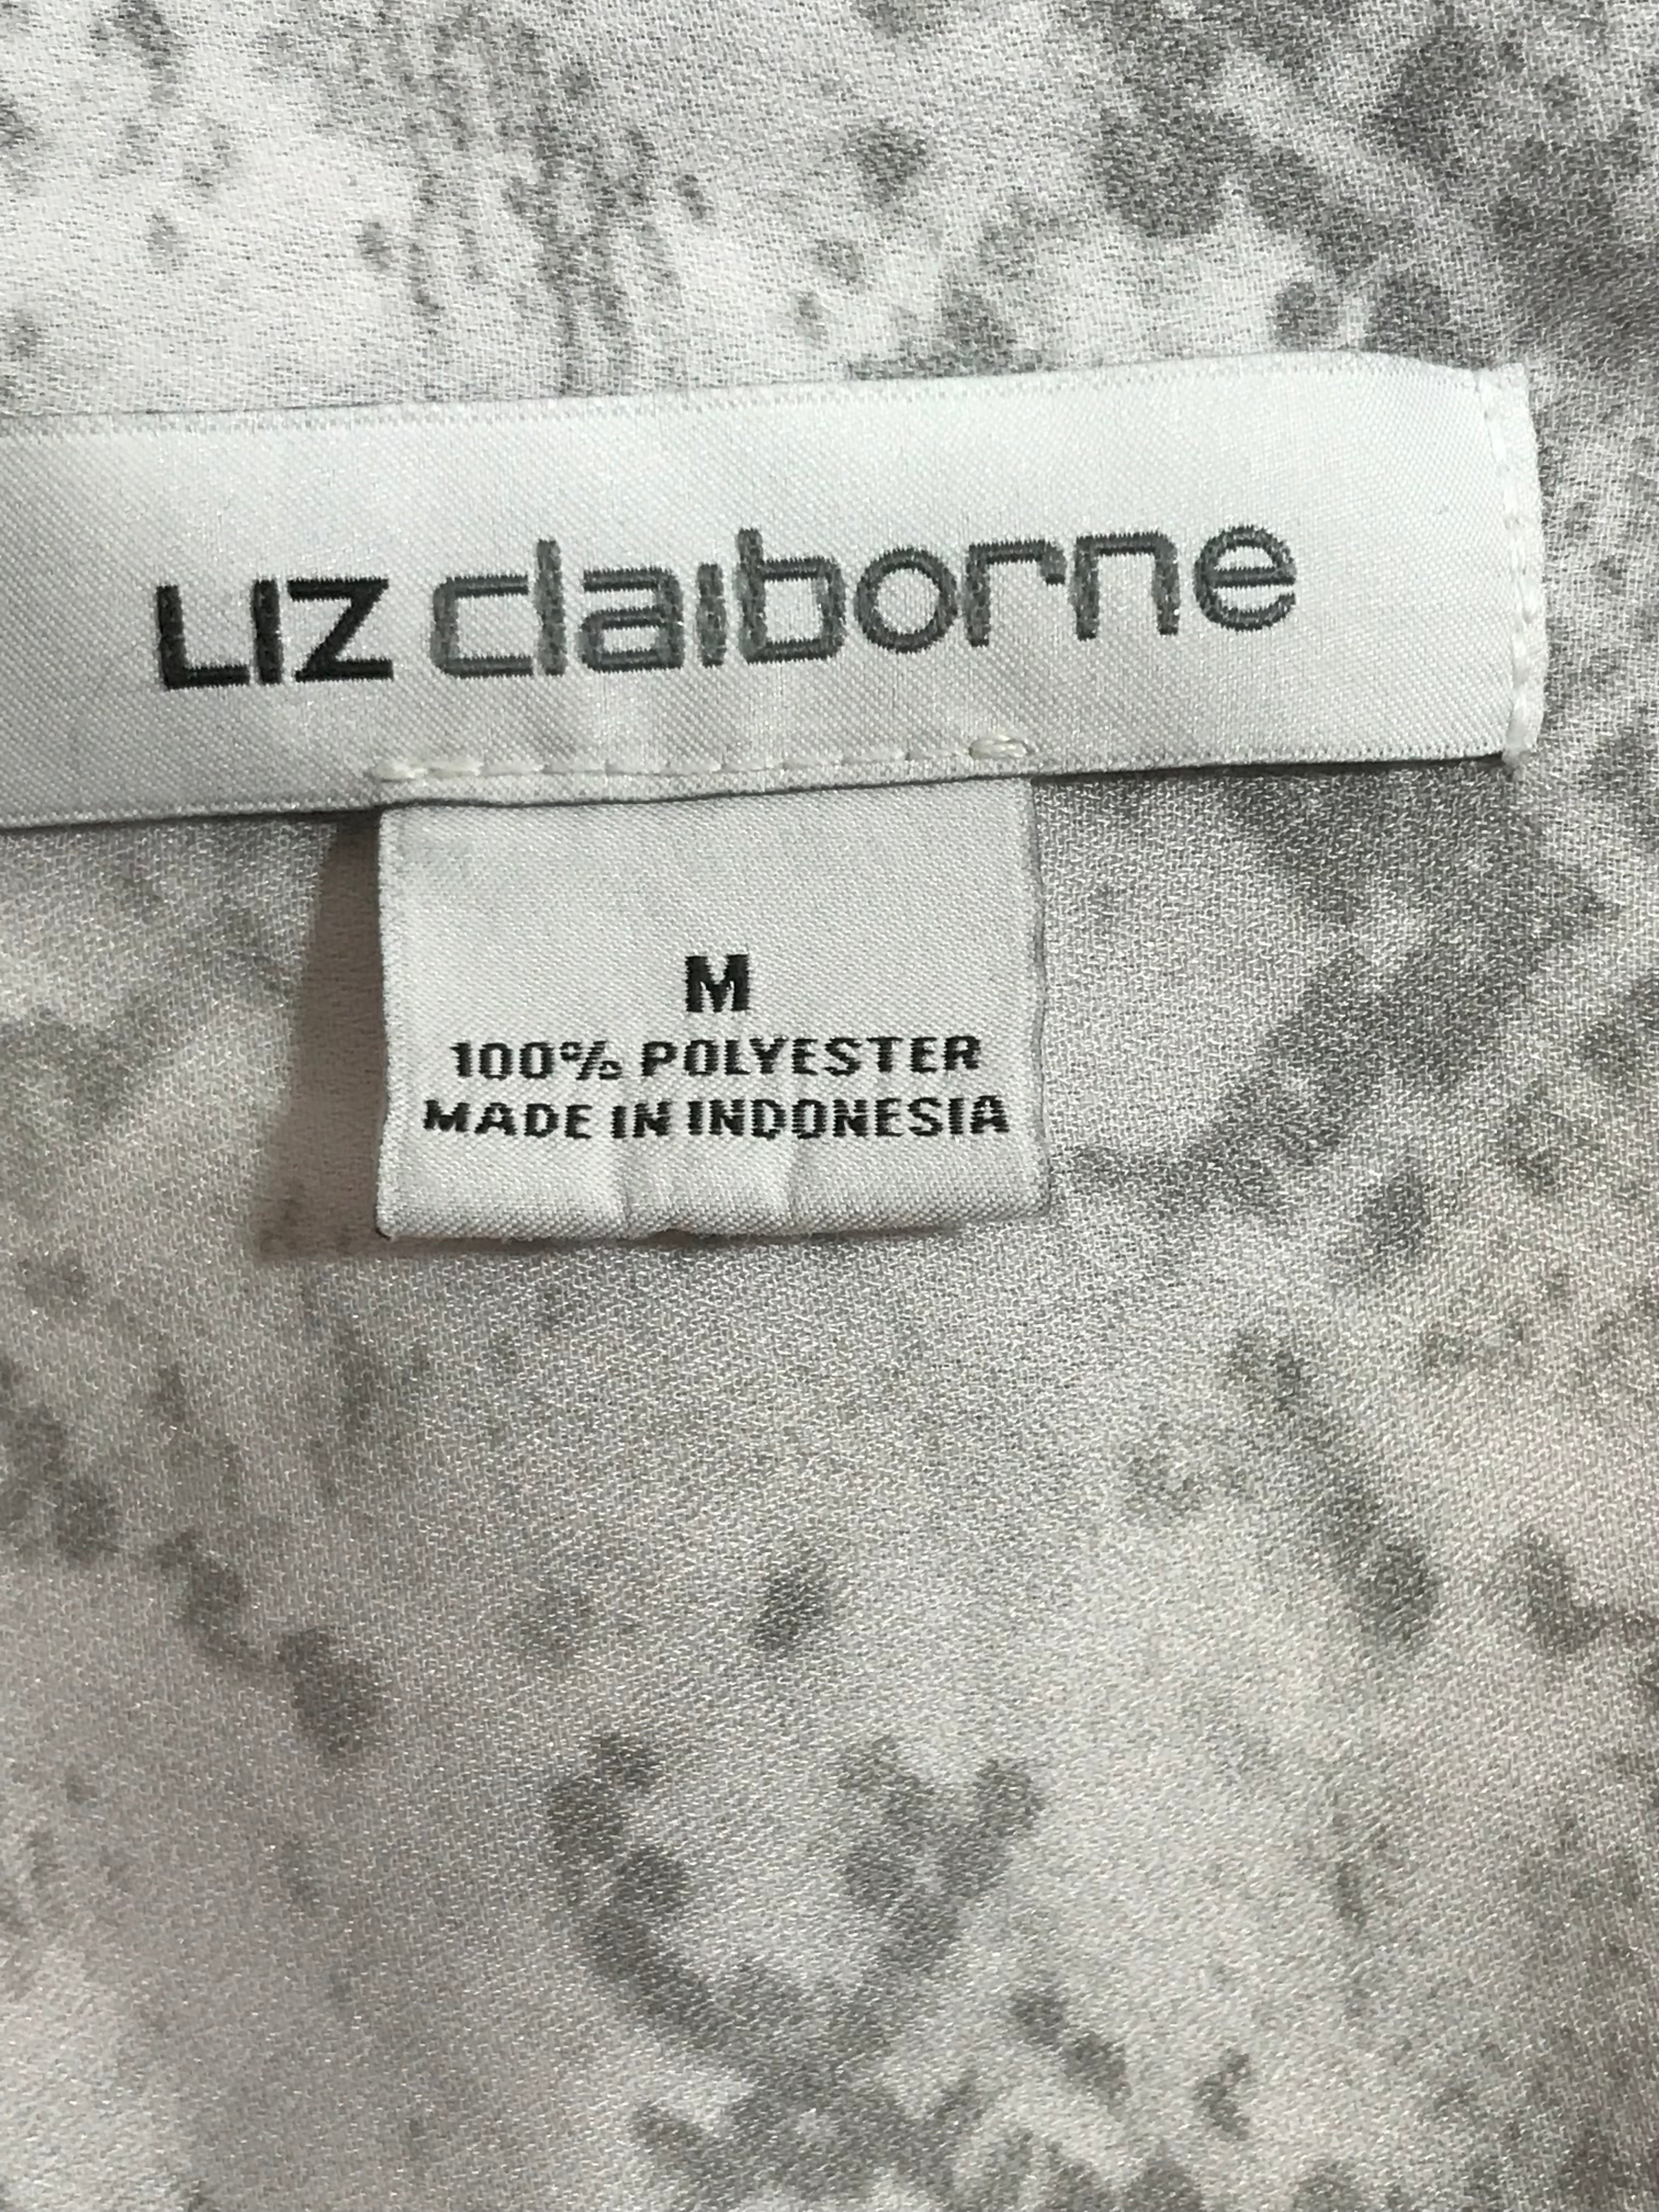 LIZ claiborne
M
100% POLYESTER
MADE IN INDONESIA